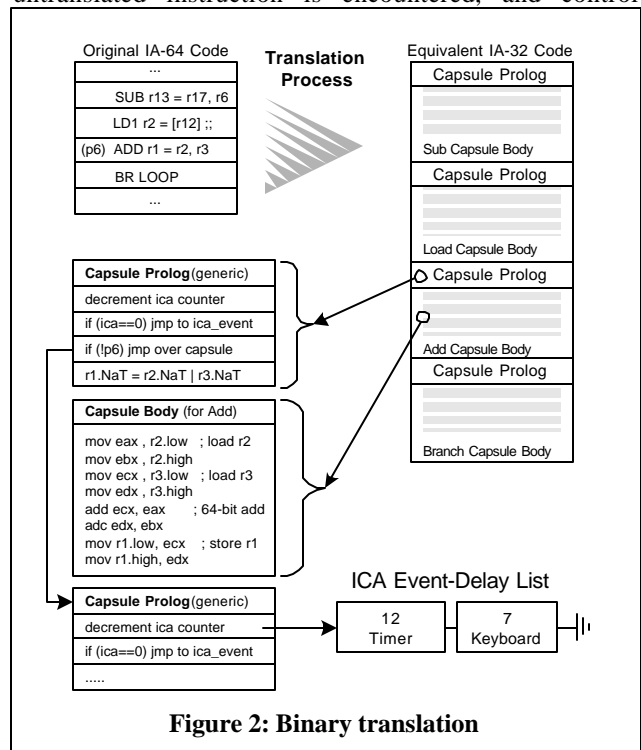 untranslated instruction is encountered, and control
Original IA-64 Code
...
SUB r13 = r17, r6
LD1 r2 = [r12] ;;
(p6) ADD r1 = r2, r3
BR LOOP
...
Translation
Process
Equivalent IA-32 Code
Capsule Prolog
Sub Capsule Body
Capsule Prolog
Load Capsule Body
Capsule Prolog
Add Capsule Body
Capsule Prolog
Branch Capsule Body
Capsule Prolog(generic)
decrement ica counter
if (ica==0) jmp to ica_event
if (!p6) jmp over capsule
r1.NaT = r2.NaT | r3.NaT
Capsule Body (for Add)
mov eax , r2.low ; load r2
mov ebx , r2.high
mov ecx , r3.low ; load r3
mov edx , r3.high
add ecx, eax ; 64-bit add
adc edx, ebx
mov r1.low, ecx ; store r1
mov r1.high, edx
Capsule Prolog(generic)
decrement ica counter
if (ica==0) jmp to ica_event
.....
ICA Event-Delay List
12
Timer
7
Keyboard
Figure 2: Binary translation